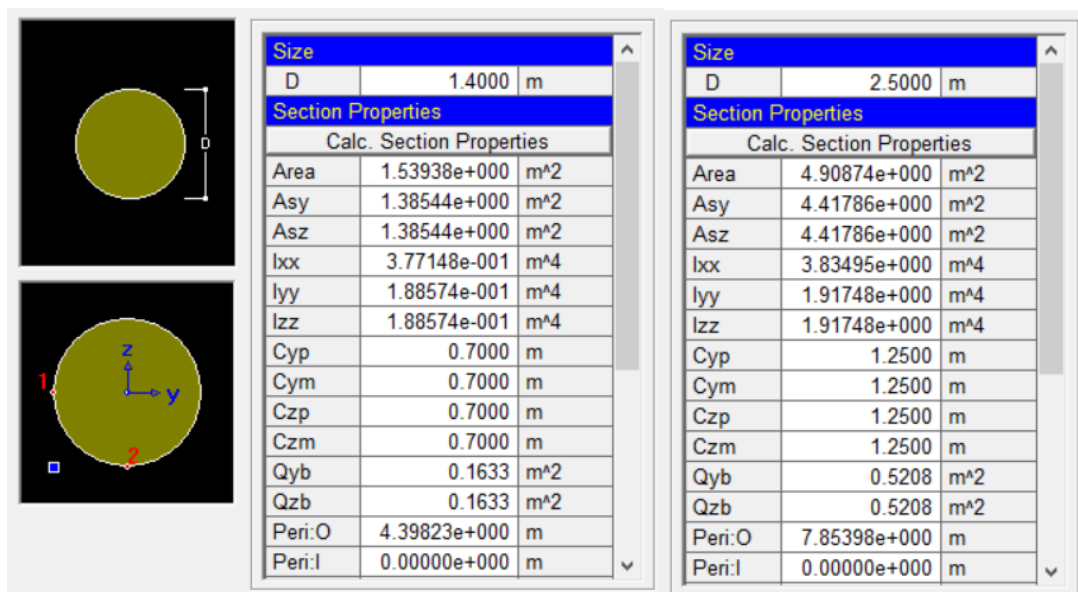 D
z
y
1
2
Size
D 1.4000 m
Section Properties
Calc. Section Properties
Area 1.53938e+000 m^2
Asy 1.38544e+000 m^2
Asz 1.38544e+000 m^2
Ixx 3.77148e-001 m^4
Iyy 1.88574e-001 m^4
Izz 1.88574e-001 m^4
Cyp 0.7000 m
Cym 0.7000 m
Czp 0.7000 m
Czm 0.7000 m
Qyb 0.1633 m^2
Qzb 0.1633 m^2
Peri:O 4.39823e+000 m
Peri:I 0.00000e+000 m
Size
D 2.5000 m
Section Properties
Calc. Section Properties
Area 4.90874e+000 m^2
Asy 4.41786e+000 m^2
Asz 4.41786e+000 m^2
Ixx 3.83495e+000 m^4
Iyy 1.91748e+000 m^4
Izz 1.91748e+000 m^4
Cyp 1.2500 m
Cym 1.2500 m
Czp 1.2500 m
Czm 1.2500 m
Qyb 0.5208 m^2
Qzb 0.5208 m^2
Peri:O 7.85398e+000 m
Peri:I 0.00000e+000 m